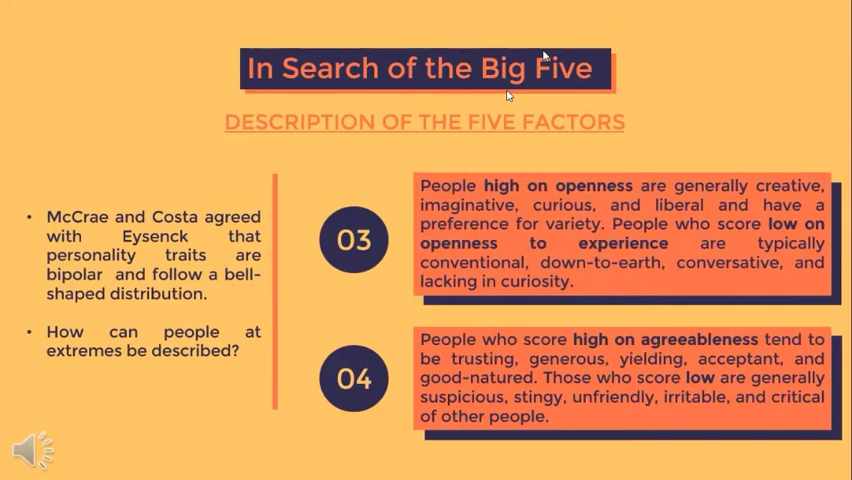 In Search of the Big Five
DESCRIPTION OF THE FIVE FACTORS
• McCrae and Costa agreed
with Eysenck that
personality traits are
bipolar and follow a bell-
shaped distribution.
• How can people at
extremes be described?
03
People high on openness are generally creative,
imaginative, curious, and liberal and have a
preference for variety. People who score low on
openness to experience are typically
conventional, down-to-earth, conversative, and
lacking in curiosity.
04
People who score high on agreeableness tend to
be trusting, generous, yielding, acceptant, and
good-natured. Those who score low are generally
suspicious, stingy, unfriendly, irritable, and critical
of other people.